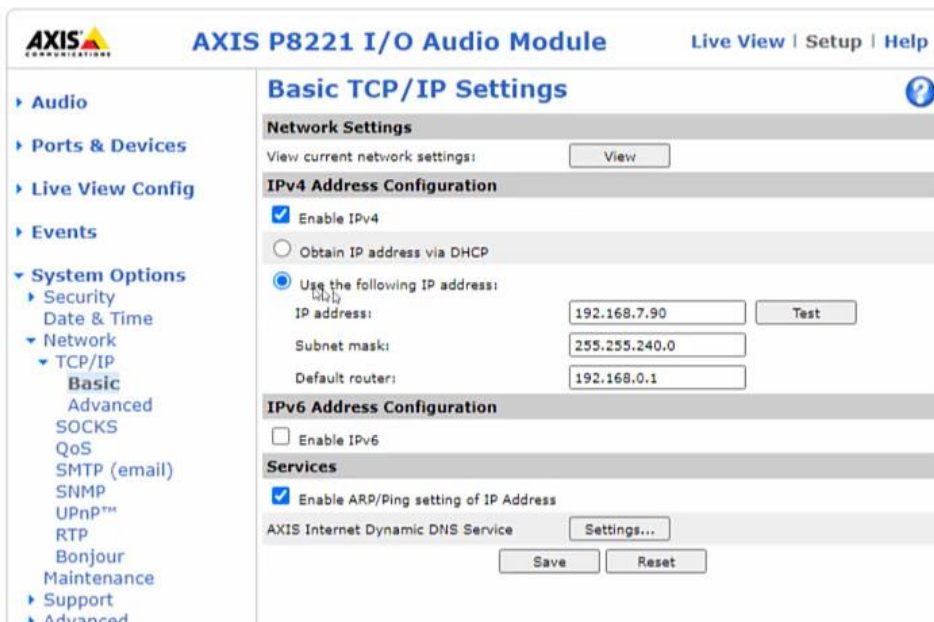 AXIS
COMMUNICATIONS
AXIS P8221 I/O Audio Module
Live View | Setup | Help
Audio
Ports & Devices
Live View Config
Events
System Options
Security
Date & Time
Network
TCP/IP
Basic
Advanced
SOCKS
QoS
SMTP (email)
SNMP
UPnP™
RTP
Bonjour
Maintenance
Support
Advanced
Basic TCP/IP Settings
?
Network Settings
View current network settings: View
IPv4 Address Configuration
Enable IPv4
Obtain IP address via DHCP
Use the following IP address:
IP address: 192.168.7.90 Test
Subnet mask: 255.255.240.0
Default router: 192.168.0.1
IPv6 Address Configuration
Enable IPv6
Services
Enable ARP/Ping setting of IP Address
AXIS Internet Dynamic DNS Service Settings...
Save Reset